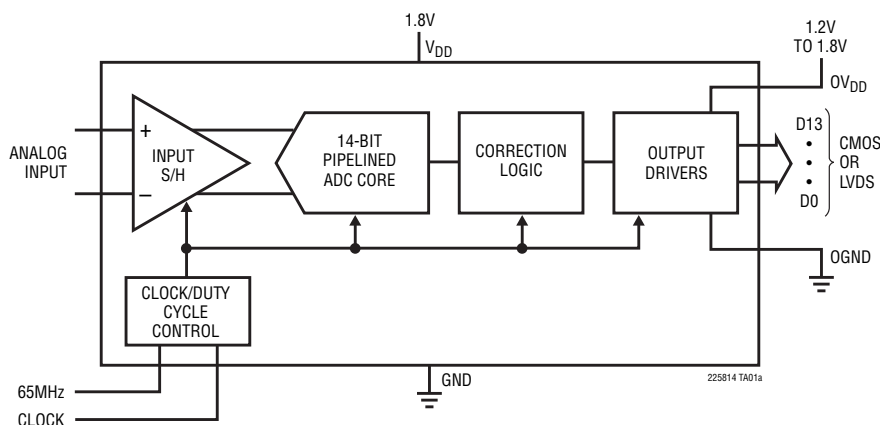 1.8V
VDD
1.2V
TO 1.8V
OVDD
ANALOG
INPUT
+
−
INPUT
S/H
14-BIT
PIPELINED
ADC CORE
CORRECTION
LOGIC
OUTPUT
DRIVERS
D13
•
•
•
D0
CMOS
OR
LVDS
OGND
CLOCK/DUTY
CYCLE
CONTROL
GND
225814 TA01a
65MHz
CLOCK